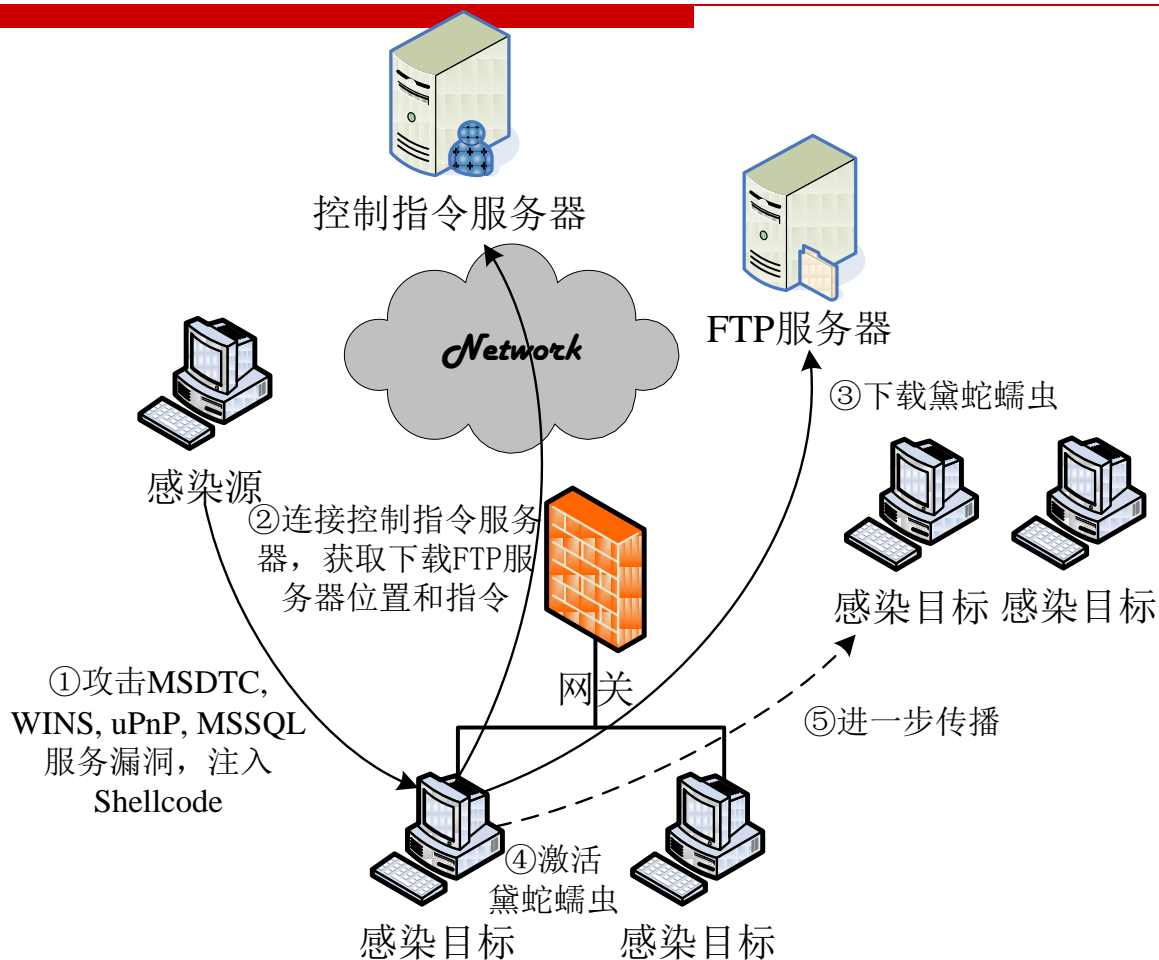 控制指令服务器
Network
FTP服务器
③下载黛蛇蠕虫
感染源
②连接控制指令服务
器，获取下载FTP服
务器位置和指令
感染目标
感染目标
①攻击MSDTC,
WINS, uPnP, MSSQL
服务漏洞，注入
Shellcode
网关
⑤进一步传播
④激活
黛蛇蠕虫
感染目标
感染目标